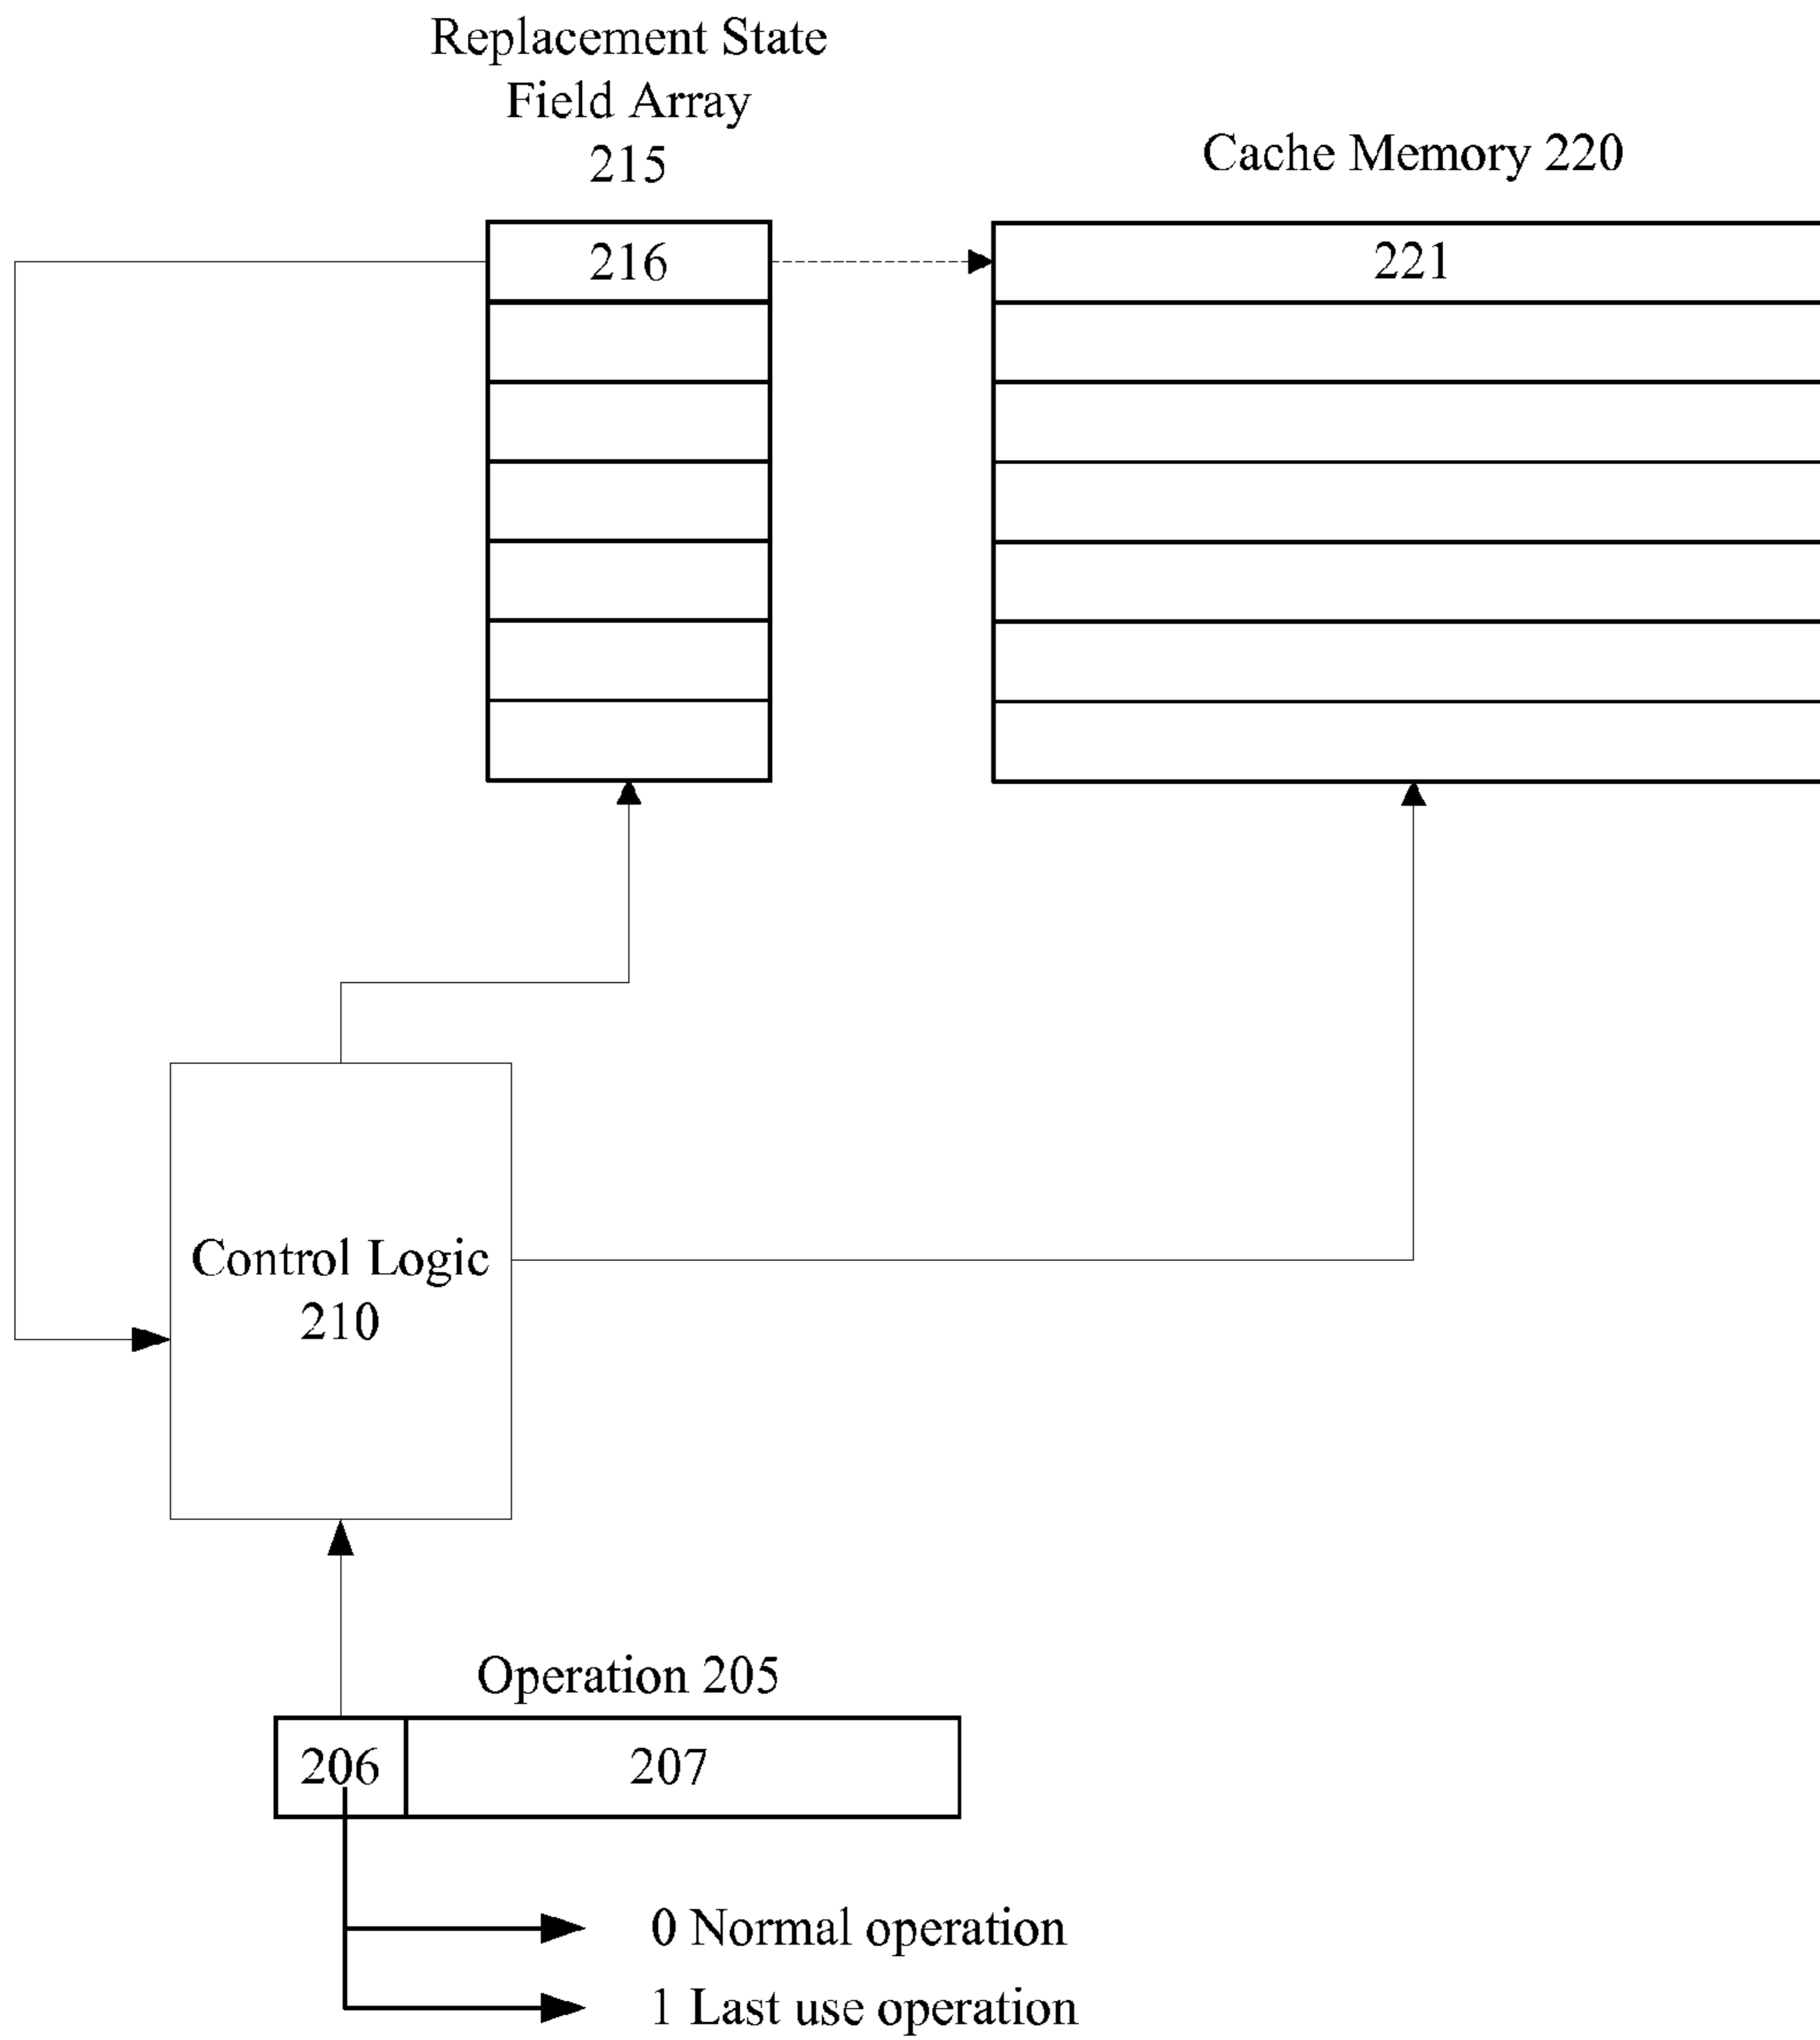 Replacement State
Field Array
215
Cache Memory 220
216
221
Control Logic
210
Operation 205
206
207
0 Normal operation
1 Last use operation